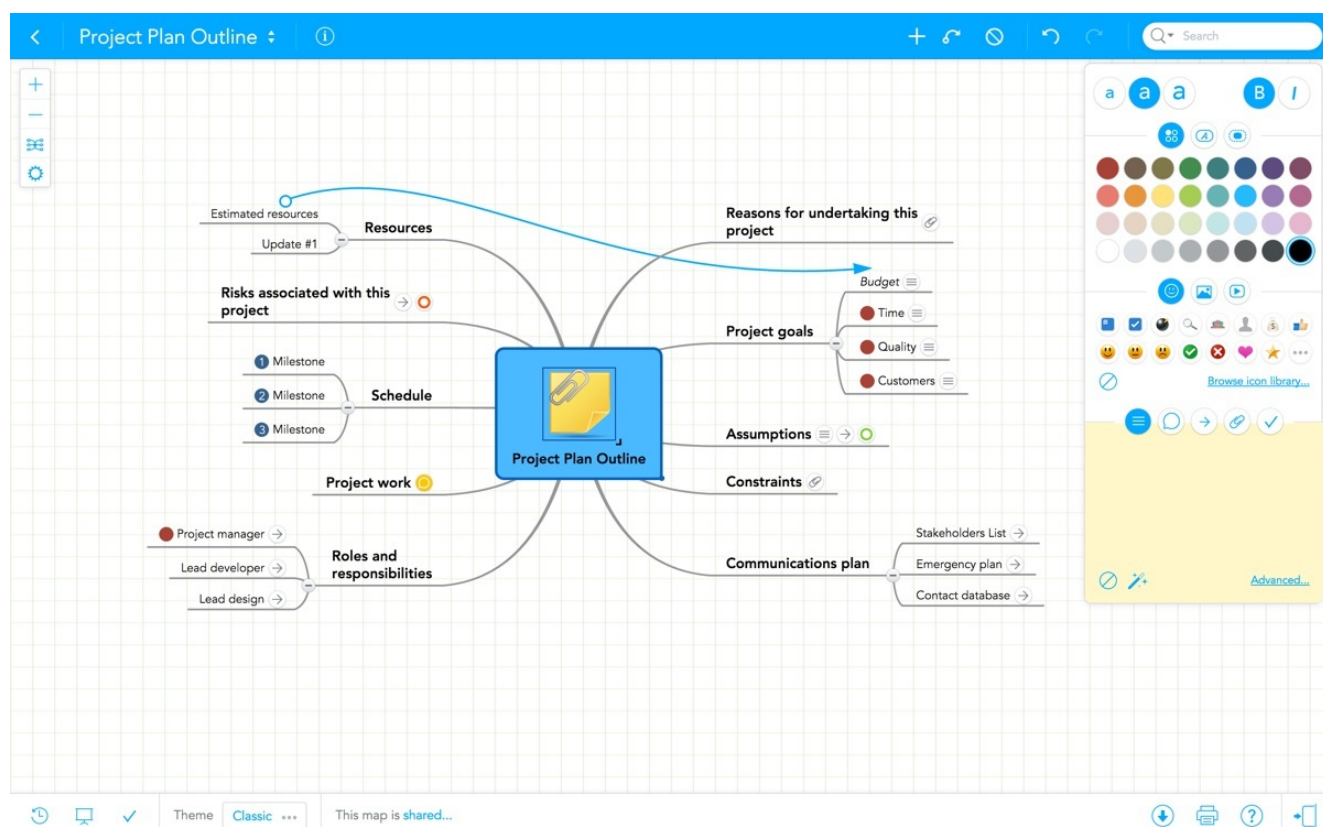 Project Plan Outline
Search
a a a B I
Estimated resources
Update #1
Resources
Risks associated with this
project
1 Milestone
2 Milestone
3 Milestone
Schedule
Project work
Project manager
Lead developer
Lead design
Roles and
responsibilities
Project Plan Outline
Reasons for undertaking this
project
Project goals
Budget
Time
Quality
Customers
Assumptions
Constraints
Communications plan
Stakeholders List
Emergency plan
Contact database
Browse icon library...
Advanced...
Theme
Classic
This map is shared...